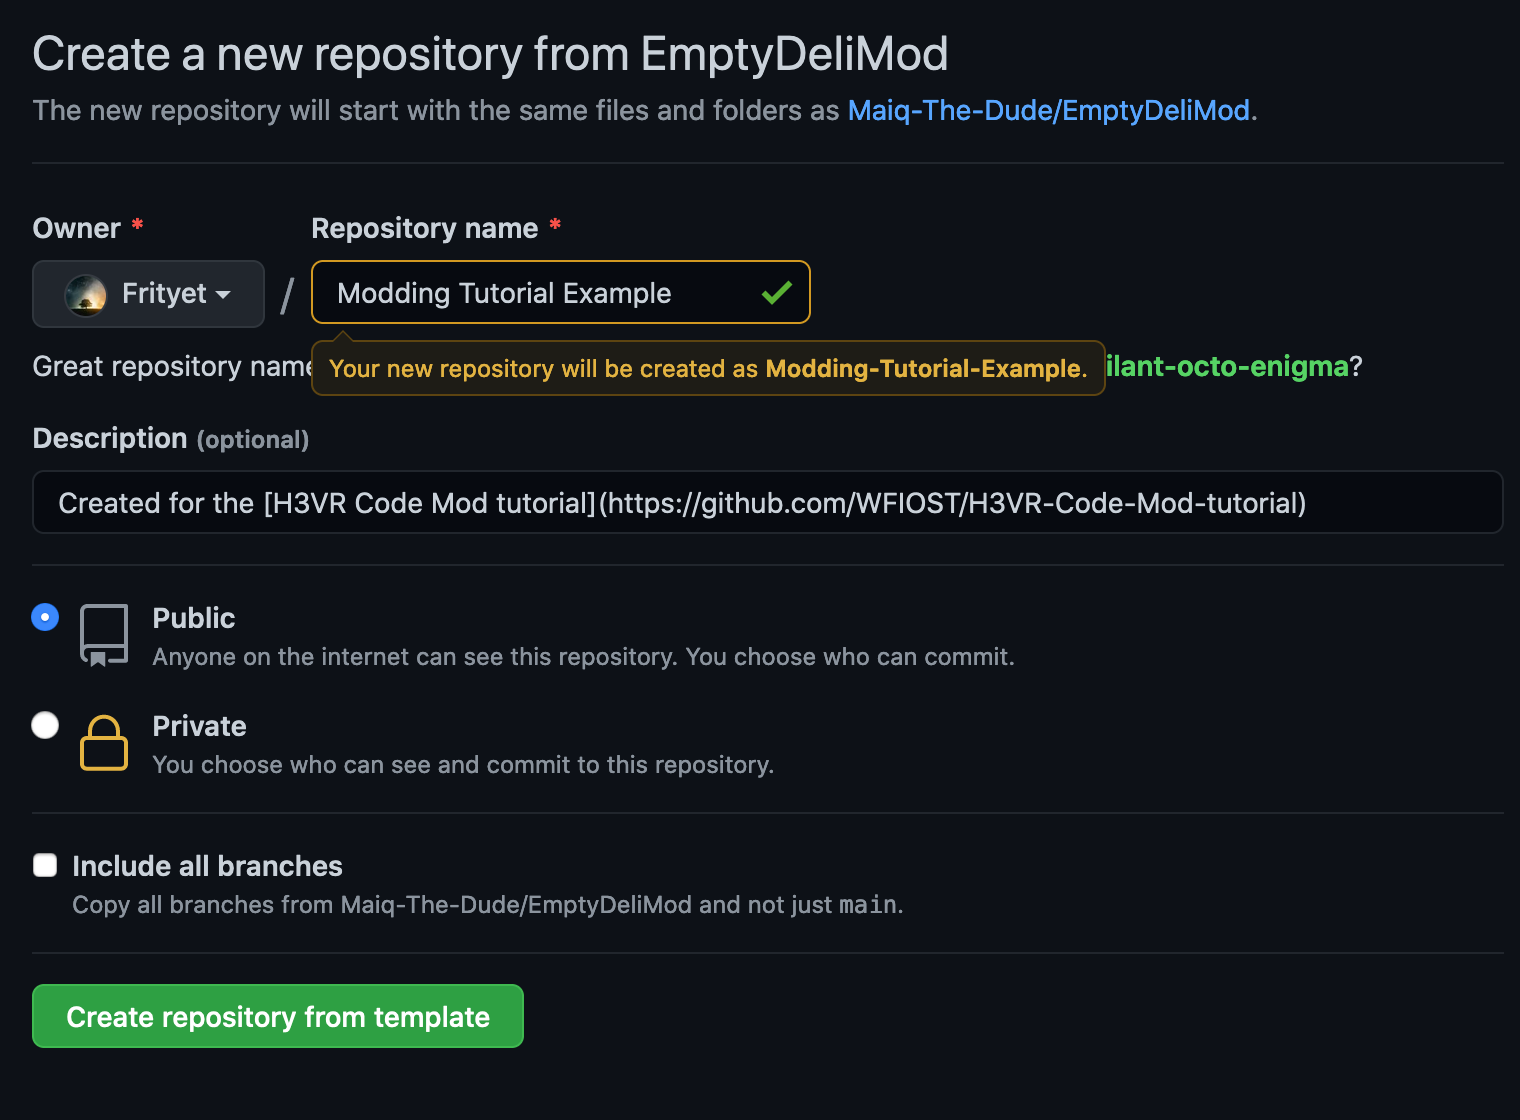 Create a new repository from EmptyDeliMod
The new repository will start with the same files and folders as Maiq-The-Dude/EmptyDeliMod.
Owner * Repository name *
Frityet / Modding Tutorial Example
Great repository name
Your new repository will be created as Modding-Tutorial-Example.
ilant-octo-enigma?
Description (optional)
Created for the [H3VR Code Mod tutorial](https://github.com/WFIOST/H3VR-Code-Mod-tutorial)
Public
Anyone on the internet can see this repository. You choose who can commit.
Private
You choose who can see and commit to this repository.
Include all branches
Copy all branches from Maiq-The-Dude/EmptyDeliMod and not just main.
Create repository from template